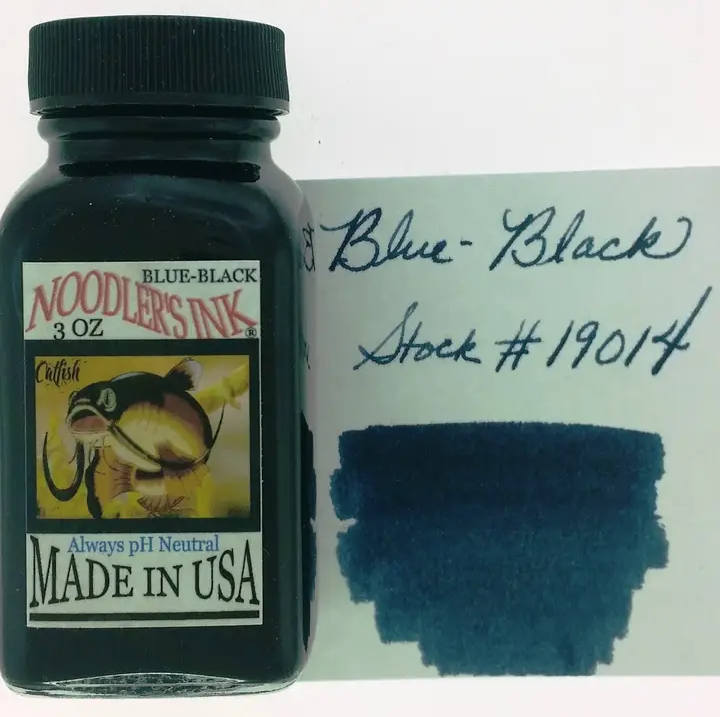 BLUE-BLACK
NOODLER'S INK®
3 OZ
Catfish
Always pH Neutral
MADE IN USA
Blue-Black
Stock #19014